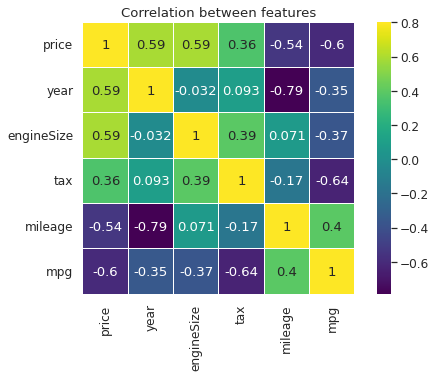 Correlation between features
price 1 0.59 0.59 0.36 -0.54 -0.6
year 0.59 1 -0.032 0.093 -0.79 -0.35
engineSize 0.59 -0.032 1 0.39 0.071 -0.37
tax 0.36 0.093 0.39 1 -0.17 -0.64
mileage -0.54 -0.79 0.071 -0.17 1 0.4
mpg -0.6 -0.35 -0.37 -0.64 0.4 1
price year engineSize tax mileage mpg
0.8
0.6
0.4
0.2
0.0
−0.2
−0.4
−0.6